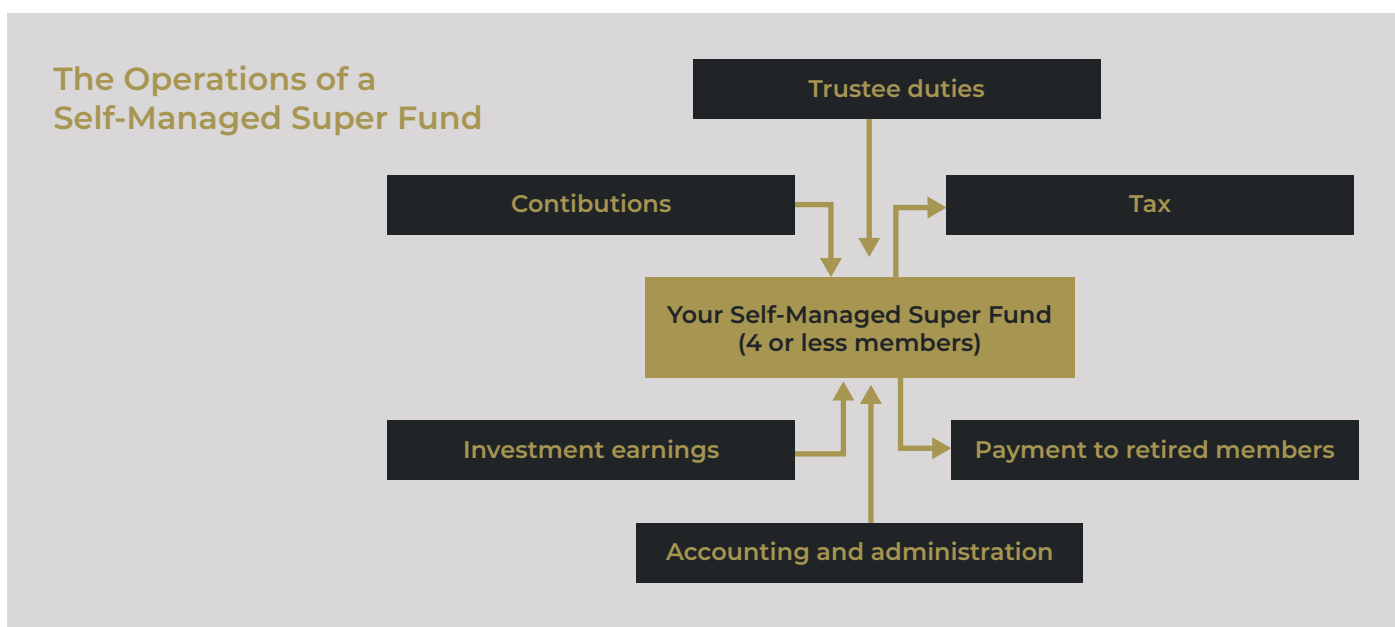 The Operations of a
Self-Managed Super Fund
Trustee duties
Contibutions
Tax
Your Self-Managed Super Fund
(4 or less members)
Investment earnings
Payment to retired members
Accounting and administration